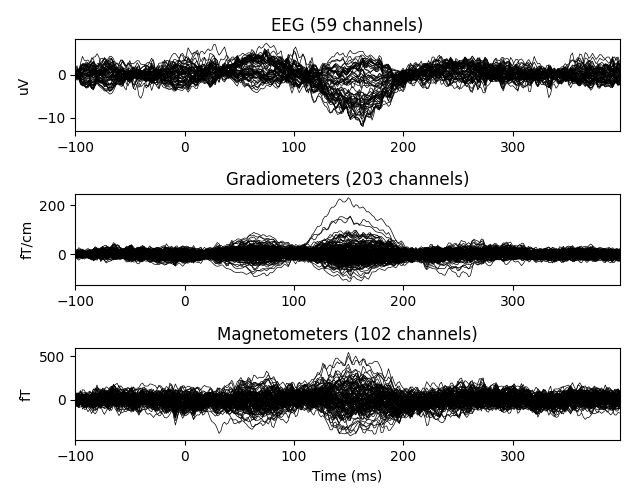 EEG (59 channels)
uV
0
−10
−100 0 100 200 300
Gradiometers (203 channels)
fT/cm
200
0
−100 0 100 200 300
Magnetometers (102 channels)
fT
500
0
−100 0 100 200 300
Time (ms)